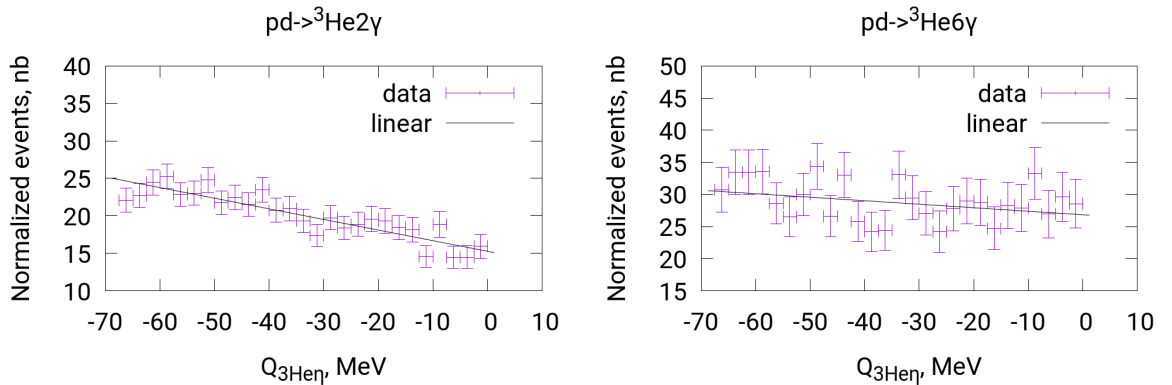 pd->³He2γ
Normalized events, nb
40
35
30
25
20
15
10
data
linear
-70 -60 -50 -40 -30 -20 -10 0 10
Q₃Heη, MeV
pd->³He6γ
Normalized events, nb
50
45
40
35
30
25
20
15
data
linear
-70 -60 -50 -40 -30 -20 -10 0 10
Q₃Heη, MeV